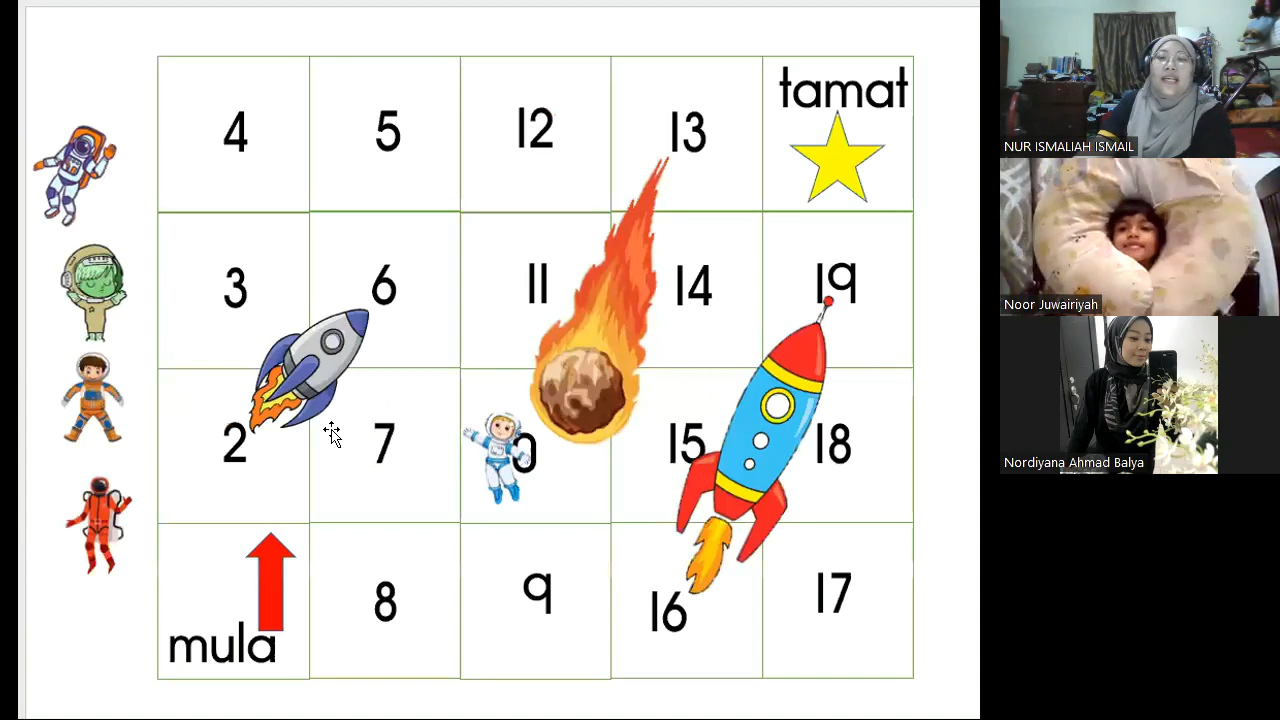 4 5 12 13 tamat
3 6 11 14 19
2 7 15 18
mula 8 9 16 17
NUR ISMALIAH ISMAIL
Noor Juwairiyah
Nordiyana Ahmad Balya